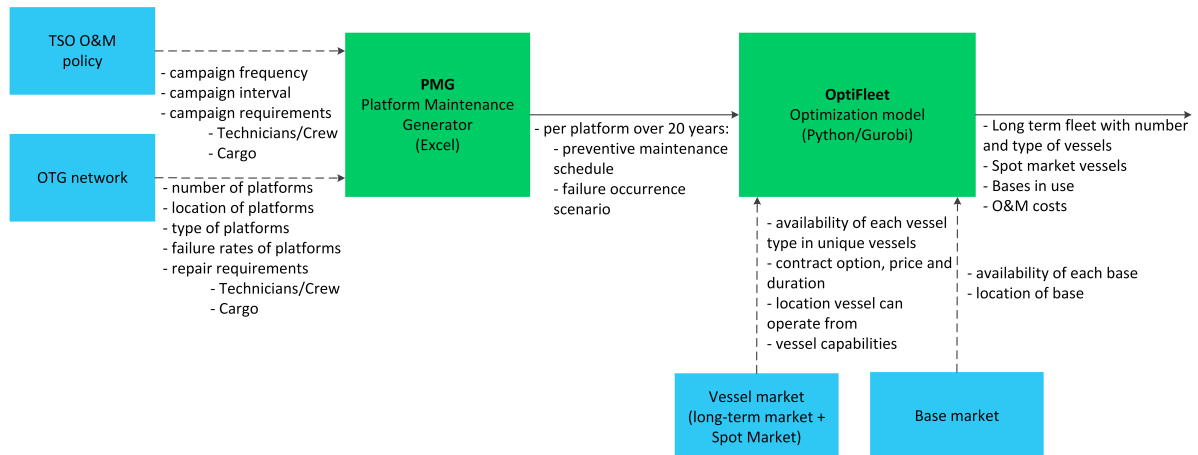 TSO O&M
policy
- campaign frequency
- campaign interval
- campaign requirements
- Technicians/Crew
- Cargo
OTG network
- number of platforms
- location of platforms
- type of platforms
- failure rates of platforms
- repair requirements
- Technicians/Crew
- Cargo
PMG
Platform Maintenance
Generator
(Excel)
- per platform over 20 years:
- preventive maintenance
schedule
- failure occurrence
scenario
OptiFleet
Optimization model
(Python/Gurobi)
- Long term fleet with number
and type of vessels
- Spot market vessels
- Bases in use
- O&M costs
- availability of each vessel
type in unique vessels
- contract option, price and
duration
- location vessel can
operate from
- vessel capabilities
- availability of each base
- location of base
Vessel market
(long-term market +
Spot Market)
Base market